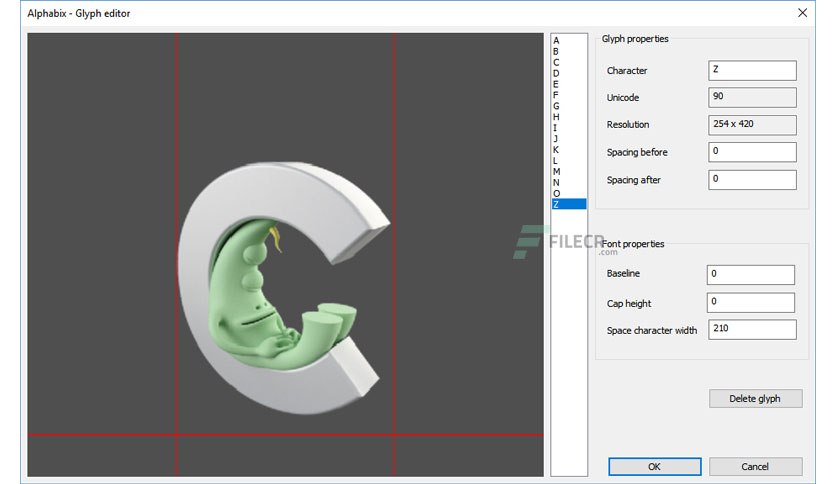 Alphabix - Glyph editor
A
B
C
D
E
F
G
H
I
J
K
L
M
N
O
Z
Glyph properties
Character Z
Unicode 90
Resolution 254 x 420
Spacing before 0
Spacing after 0
FILECR
.com
Font properties
Baseline 0
Cap height 0
Space character width 210
Delete glyph
OK Cancel